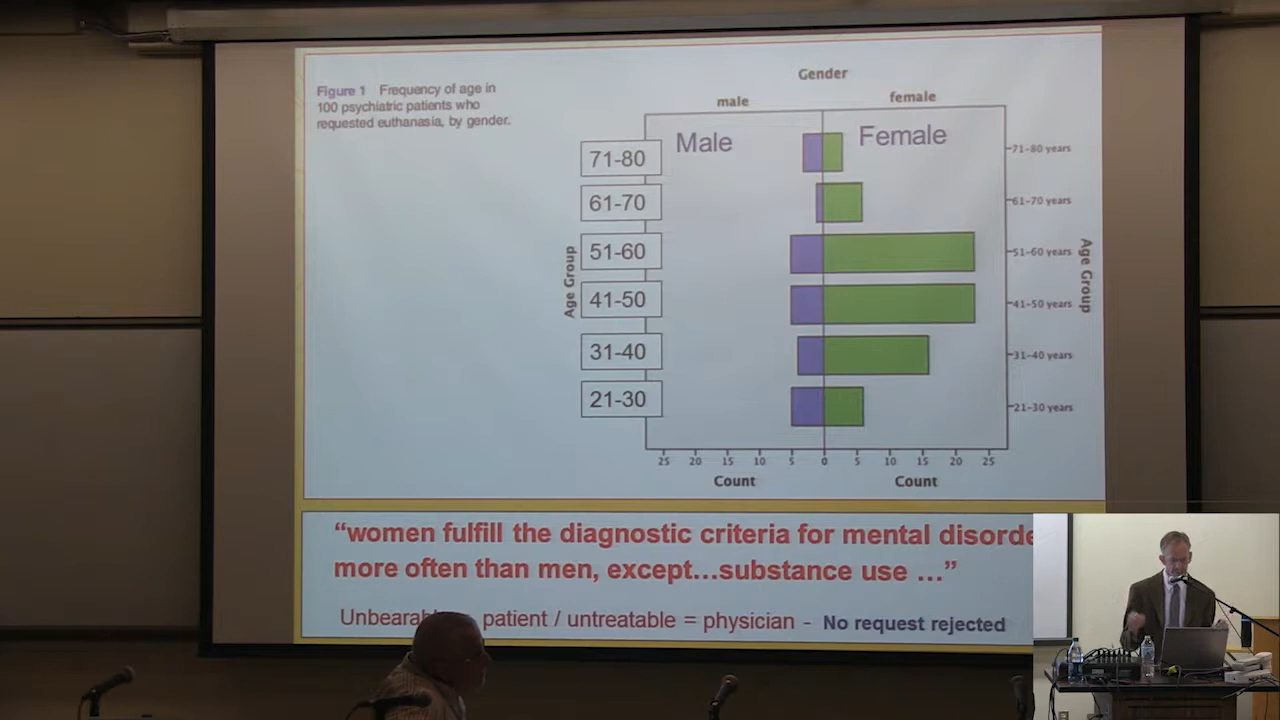 Figure 1 Frequency of age in
100 psychiatric patients who
requested euthanasia, by gender.
Gender
male
female
Male
Female
71-80
61-70
51-60
41-50
31-40
21-30
Age Group
71-80 years
61-70 years
51-60 years
41-50 years
31-40 years
21-30 years
Age Group
25 20 15 10 5 0 5 10 15 20 25
Count
Count
“women fulfill the diagnostic criteria for mental
more often than men, except...substance use ...”
patient / untreatable = physician - No request rejected